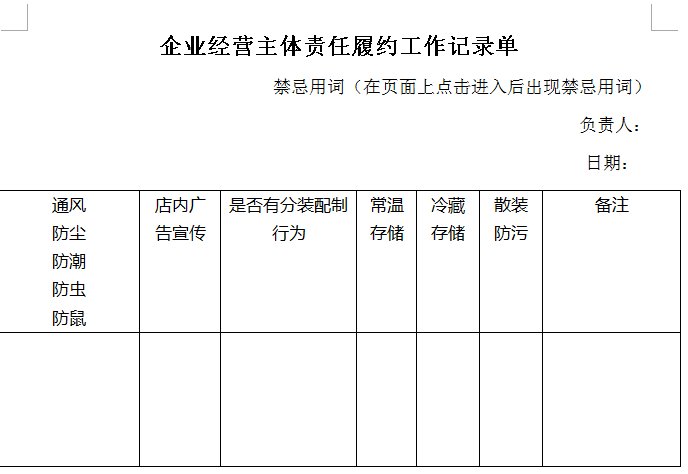 企业经营主体责任履约工作记录单
禁忌用词（在页面上点击进入后出现禁忌用词）
负责人：
日期：
通风
防尘
防潮
防虫
防鼠
店内广
告宣传
是否有分装配制
行为
常温
存储
冷藏
存储
散装
防污
备注